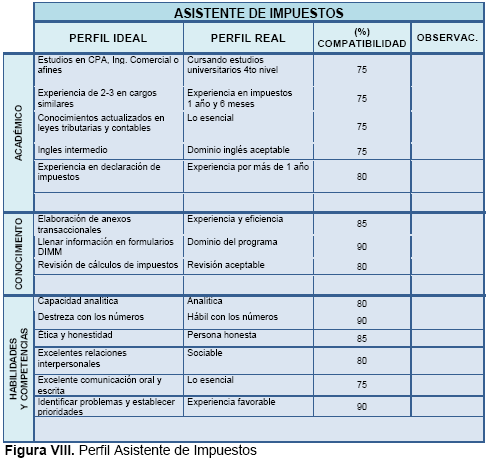 ASISTENTE DE IMPUESTOS
PERFIL IDEAL PERFIL REAL (%) COMPATIBILIDAD OBSERVAC.
ACADÉMICO
Estudios en CPA, Ing. Comercial o afines Cursando estudios universitarios 4to nivel 75
Experiencia de 2-3 en cargos similares Experiencia en impuestos 1 año y 6 meses 75
Conocimientos actualizados en leyes tributarias y contables Lo esencial 75
Ingles intermedio Dominio inglés aceptable 75
Experiencia en declaración de impuestos Experiencia por más de 1 año 80
CONOCIMIENTO
Elaboración de anexos transaccionales Experiencia y eficiencia 85
Llenar información en formularios DIMM Dominio del programa 90
Revisión de cálculos de impuestos Revisión aceptable 80
HABILIDADES Y COMPETENCIAS
Capacidad analitica Analitica 80
Destreza con los números Hábil con los números 90
Ética y honestidad Persona honesta 85
Excelentes relaciones interpersonales Sociable 80
Excelente comunicación oral y escrita Lo esencial 75
Identificar problemas y establecer prioridades Experiencia favorable 90
Figura VIII. Perfil Asistente de Impuestos